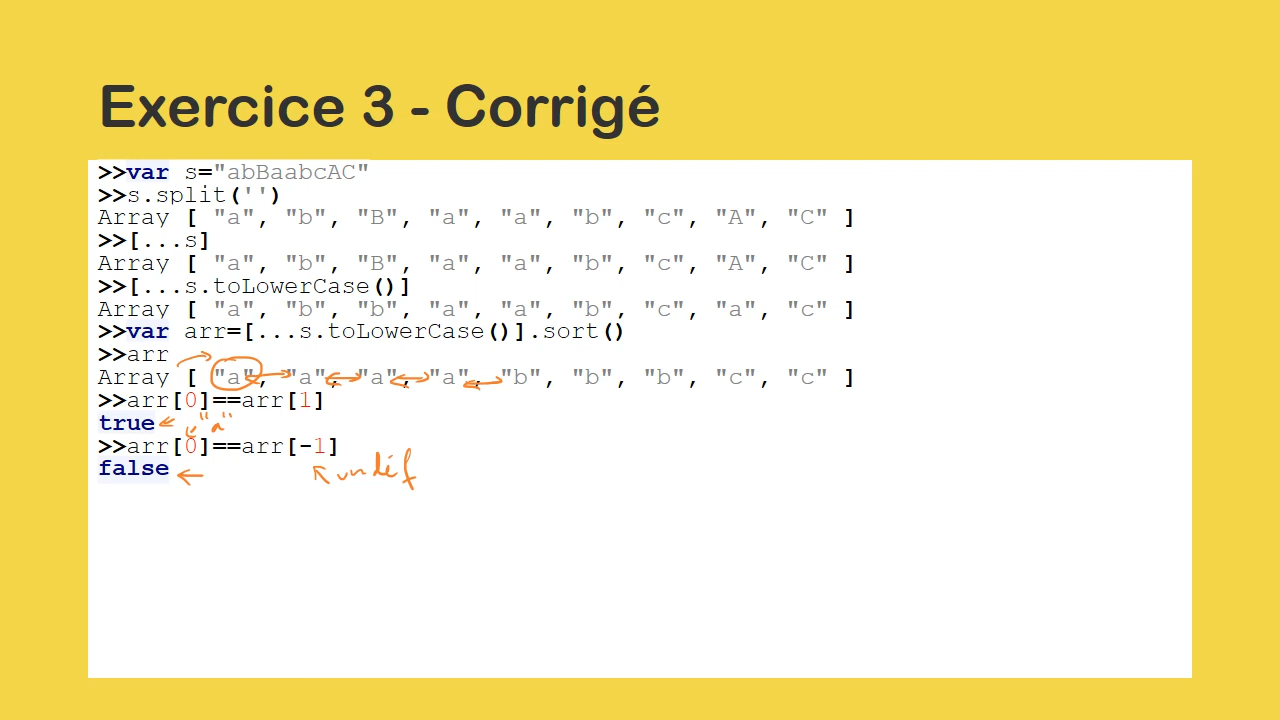 Exercice 3 - Corrigé
>>var s="abBaabcAC"
>>s.split('')
Array [ "a", "b", "B", "a", "a", "b", "c", "A", "C" ]
>>[...s]
Array [ "a", "b", "B", "a", "a", "b", "c", "A", "C" ]
>>[...s.toLowerCase()]
Array [ "a", "b", "b", "a", "a", "b", "c", "a", "c" ]
>>var arr=[...s.toLowerCase()].sort()
>>arr
Array [ "a", "a", "a", "a", "b", "b", "b", "c", "c" ]
>>arr[0]==arr[1]
true "a"
>>arr[0]==arr[-1]
false undéf